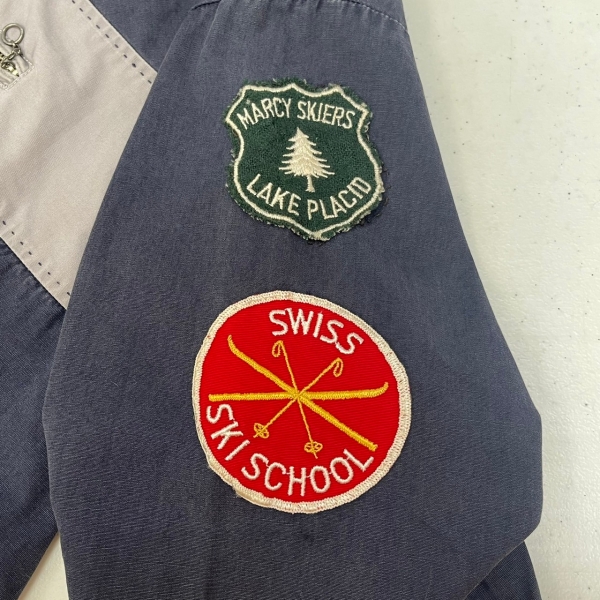 MARCY SKIERS
LAKE PLACID
SWISS
SKI SCHOOL